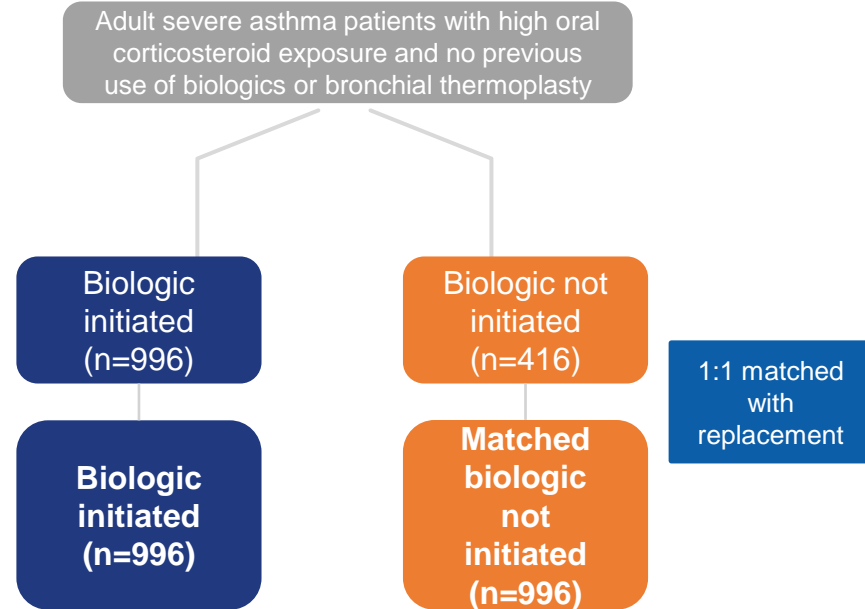 Adult severe asthma patients with high oral
corticosteroid exposure and no previous
use of biologics or bronchial thermoplasty
Biologic
initiated
(n=996)
Biologic not
initiated
(n=416)
1:1 matched
with
replacement
Biologic
initiated
(n=996)
Matched
biologic
not
initiated
(n=996)